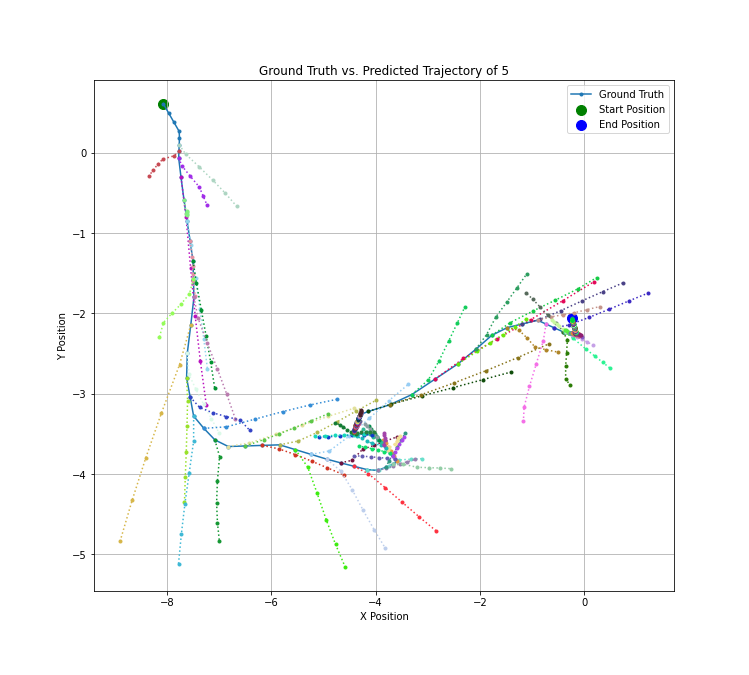 Ground Truth vs. Predicted Trajectory of 5
Ground Truth
Start Position
End Position
Y Position
0
−1
−2
−3
−4
−5
−8
−6
−4
−2
0
X Position